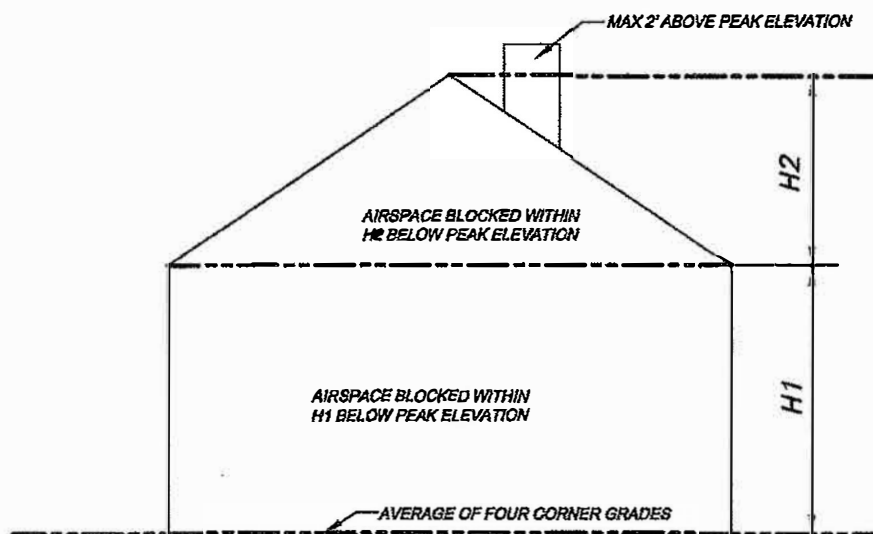 MAX 2' ABOVE PEAK ELEVATION
H2
AIRSPACE BLOCKED WITHIN
H2 BELOW PEAK ELEVATION
AIRSPACE BLOCKED WITHIN
H1 BELOW PEAK ELEVATION
H1
AVERAGE OF FOUR CORNER GRADES